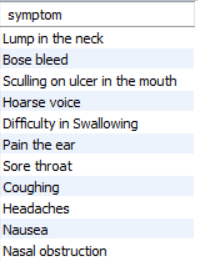 symptom
Lump in the neck
Bose bleed
Sculling on ulcer in the mouth
Hoarse voice
Difficulty in Swallowing
Pain the ear
Sore throat
Coughing
Headaches
Nausea
Nasal obstruction